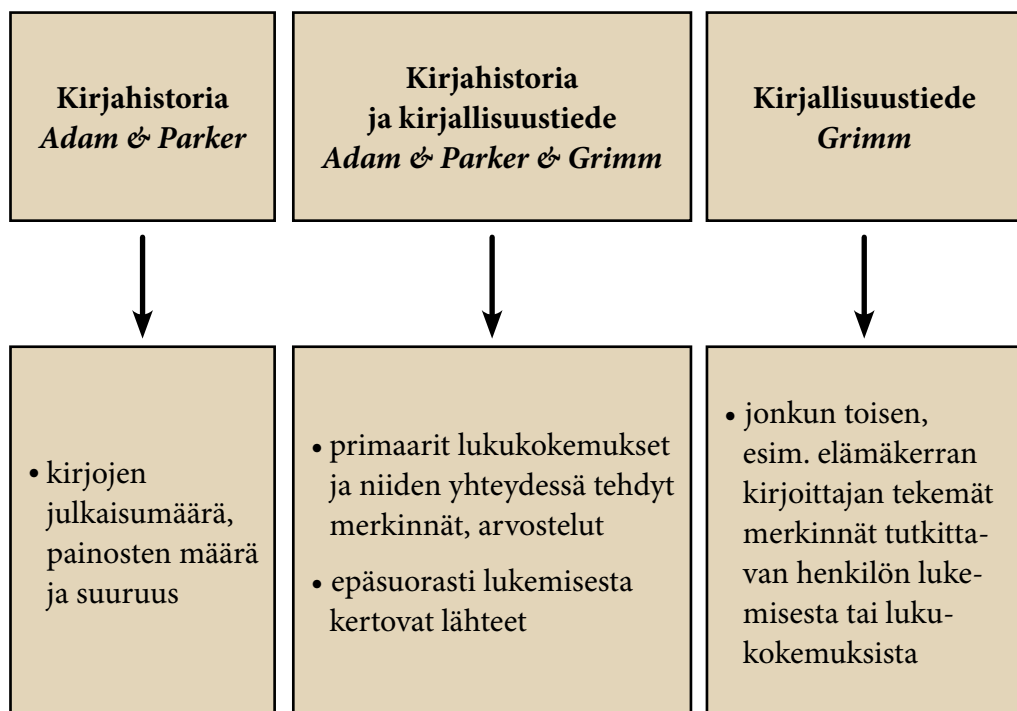 Kirjahistoria
Adam & Parker
Kirjahistoria
ja kirjallisuustiede
Adam & Parker & Grimm
Kirjallisuustiede
Grimm
• kirjojen
julkaisumäärä,
painosten määrä
ja suuruus
• primaarit lukukokemukset
ja niiden yhteydessä tehdyt
merkinnät, arvostelut
• epäsuorasti lukemisesta
kertovat lähteet
• jonkun toisen,
esim. elämäkerran
kirjoittajan tekemät
merkinnät tutkitta-
van henkilön luke-
misesta tai luku-
kokemuksista